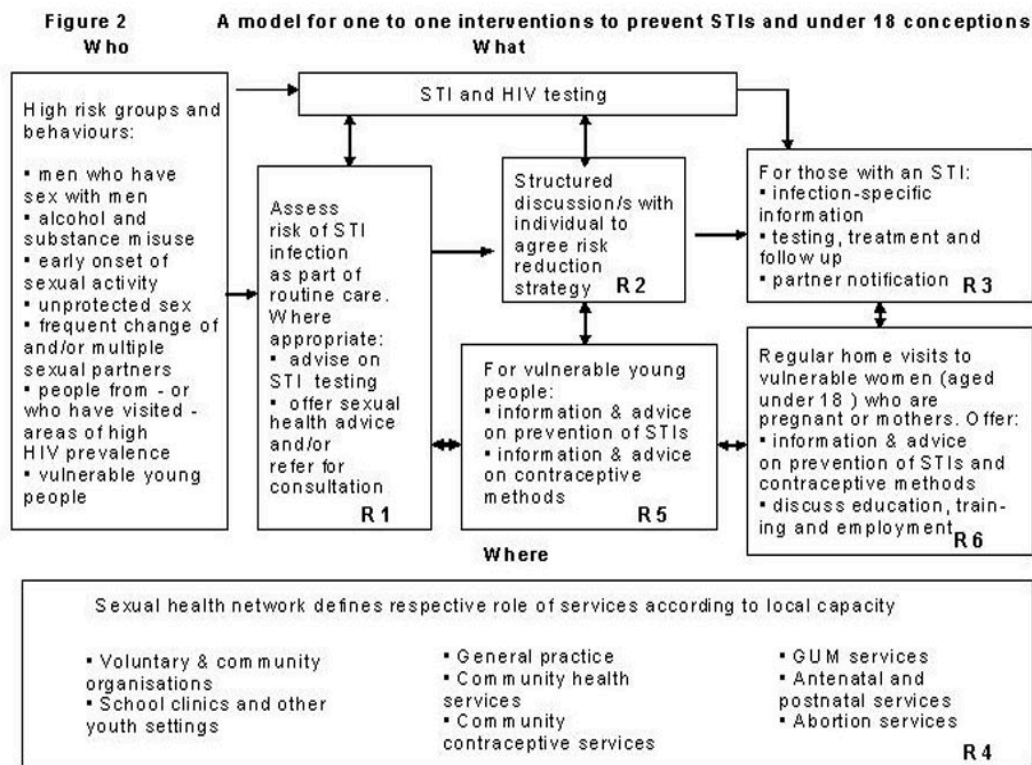 Figure 2
A model for one to one interventions to prevent STIs and under 18 conceptions
Who
What
High risk groups and
behaviours:
▪ men who have
sex with men
▪ alcohol and
substance misuse
▪ early onset of
sexual activity
▪ unprotected sex
▪ frequent change of
and/or multiple
sexual partners
▪ people from - or
who have visited -
areas of high
HIV prevalence
▪ vulnerable young
people
STI and HIV testing
Assess
risk of STI
infection
as part of
routine care.
Where
appropriate:
▪ advise on
STI testing
▪ offer sexual
health advice
and/or
refer for
consultation
R1
Structured
discussion/s with
individual to
agree risk
reduction
strategy
R2
For those with an STI:
▪ infection-specific
information
▪ testing, treatment and
follow up
▪ partner notification
R3
For vulnerable young
people:
▪ information & advice
on prevention of STIs
▪ information & advice
on contraceptive
methods
R5
Regular home visits to
vulnerable women (aged
under 18 ) who are
pregnant or mothers. Offer:
▪ information & advice
on prevention of STIs and
contraceptive methods
▪ discuss education, train-
ing and employment
R6
Where
Sexual health network defines respective role of services according to local capacity
▪ Voluntary & community
organisations
▪ School clinics and other
youth settings
▪ General practice
▪ Community health
services
▪ Community
contraceptive services
▪ GUM services
▪ Antenatal and
postnatal services
▪ Abortion services
R4